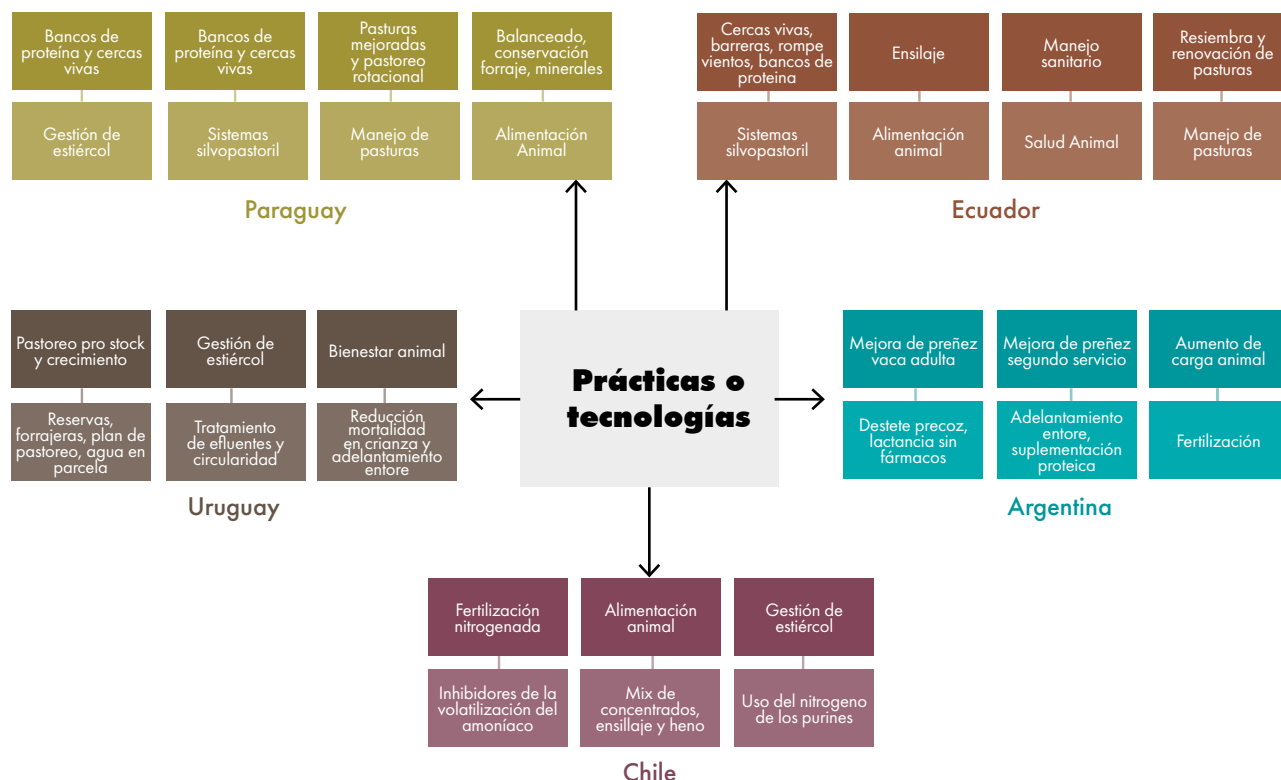 Bancos de
proteína y cercas
vivas
Bancos de
proteína y cercas
vivas
Pasturas
mejoradas
y pastoreo
rotacional
Balanceado,
conservación
forraje, minerales
Gestión de
estiércol
Sistemas
silvopastoril
Manejo de
pasturas
Alimentación
Animal
Paraguay
Cercas vivas,
barreras, rompe
vientos, bancos de
proteina
Ensilaje
Manejo
sanitario
Resiembra y
renovación de
pasturas
Sistemas
silvopastoril
Alimentación
animal
Salud Animal
Manejo de
pasturas
Ecuador
Pastoreo pro stock
y crecimiento
Gestión de
estiércol
Bienestar animal
Reservas,
forrajeras, plan de
pastoreo, agua en
parcela
Tratamiento
de efluentes y
circularidad
Reducción
mortalidad
en crianza y
adelantamiento
entore
Uruguay
Prácticas o
tecnologías
Mejora de preñez
vaca adulta
Mejora de preñez
segundo servicio
Aumento de
carga animal
Destete precoz,
lactancia sin
fármacos
Adelantamiento
entore,
suplementación
proteica
Fertilización
Argentina
Fertilización
nitrogenada
Alimentación
animal
Gestión de
estiércol
Inhibidores de la
volatilización del
amoníaco
Mix de
concentrados,
ensillaje y heno
Uso del nitrogeno
de los purines
Chile